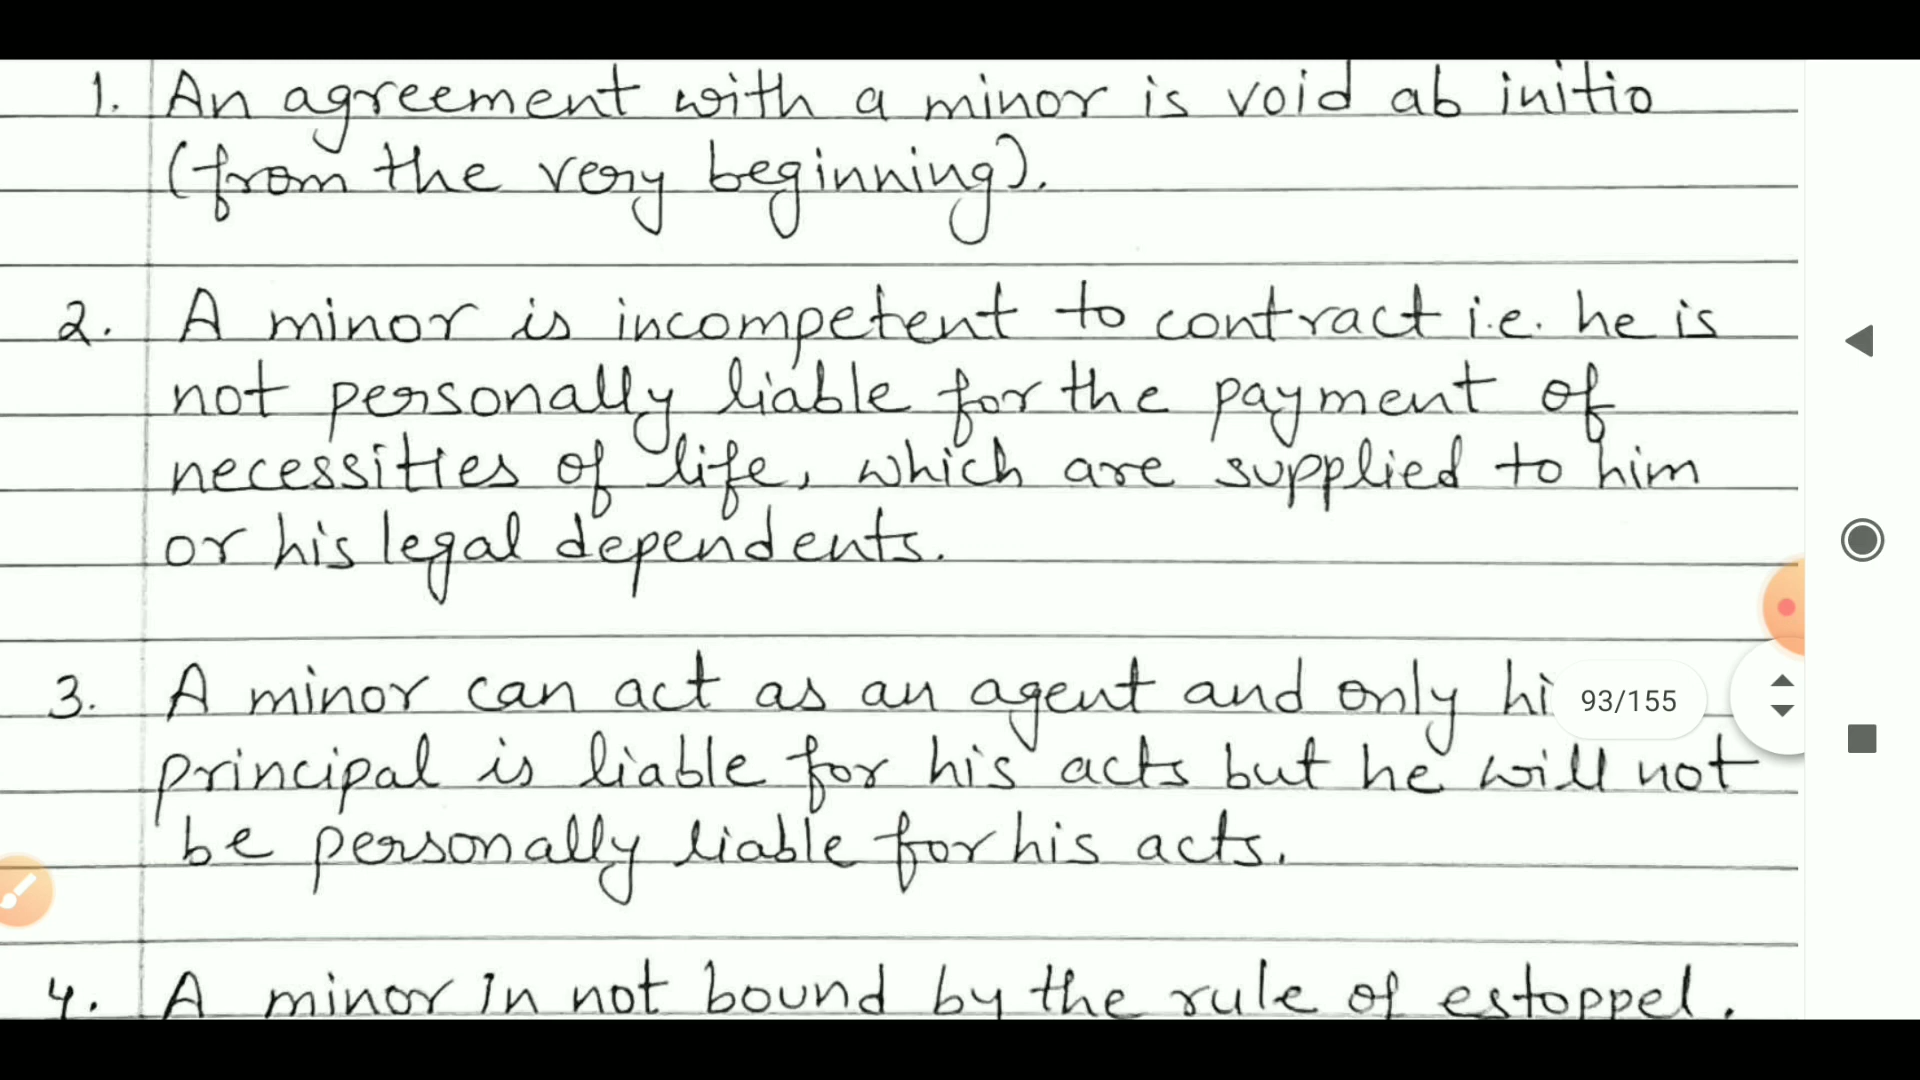 1. An agreement with a minor is void ab initio
(from the very beginning).
2. A minor is incompetent to contract i.e. he is
not personally liable for the payment of
necessities of life, which are supplied to him
or his legal dependents.
3. A minor can act as an agent and only hi
93/155
principal is liable for his acts but he will not
be personally liable for his acts.
4. A minor in not bound by the rule of estoppel.